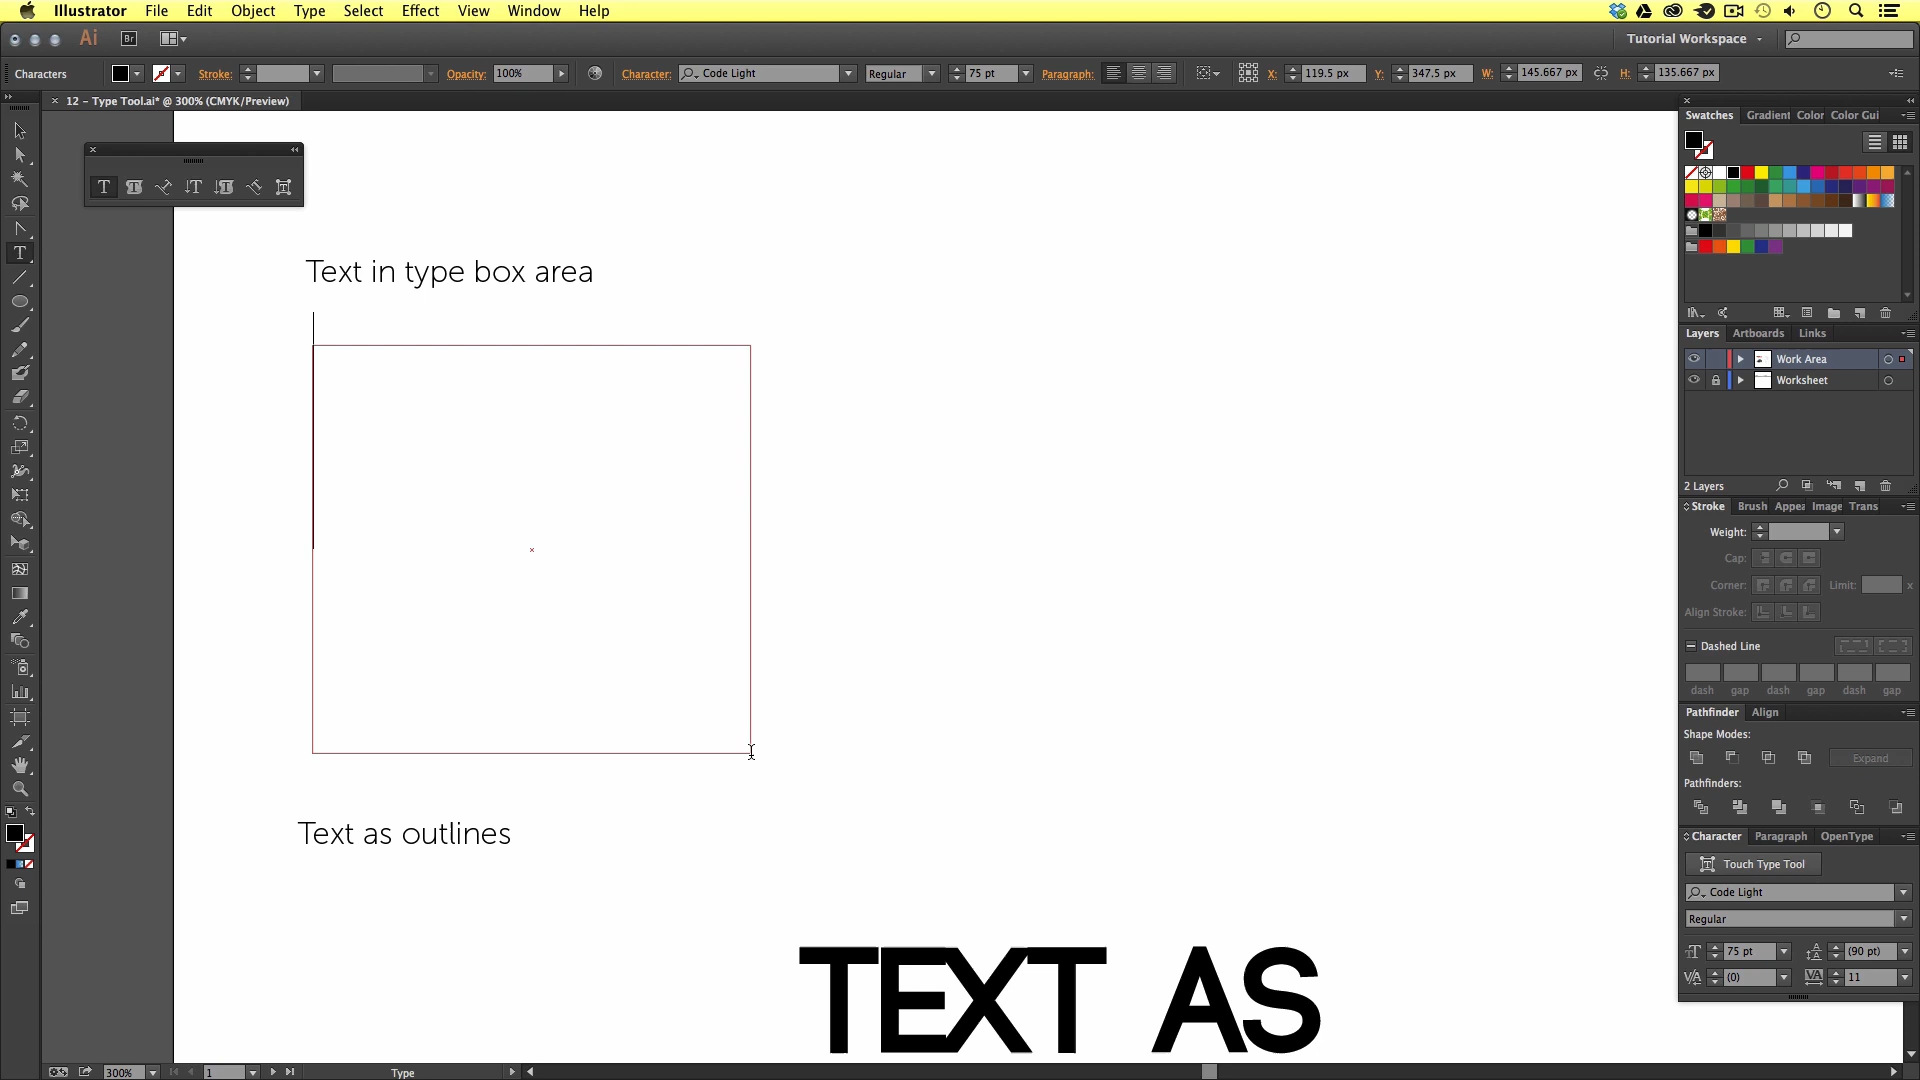 Illustrator File Edit Object Type Select Effect View Window Help
Ai Br Tutorial Workspace
Characters Stroke: Opacity: 100% Character: Code Light Regular 75 pt Paragraph: X: 119.5 px Y: 347.5 px W: 145.667 px H: 135.667 px
12 - Type Tool.ai* @ 300% (CMYK/Preview)
Swatches Gradient Color Color Gui
Text in type box area
Layers Artboards Links
Work Area
Worksheet
2 Layers
Stroke Brush Appea Image Trans
Weight:
Cap:
Corner: Limit: x
Align Stroke:
Dashed Line
dash gap dash gap dash gap
Pathfinder Align
Shape Modes:
Expand
Pathfinders:
Text as outlines
Character Paragraph OpenType
Touch Type Tool
Code Light
Regular
75 pt (90 pt)
(0) 11
TEXT AS
300% 1 Type